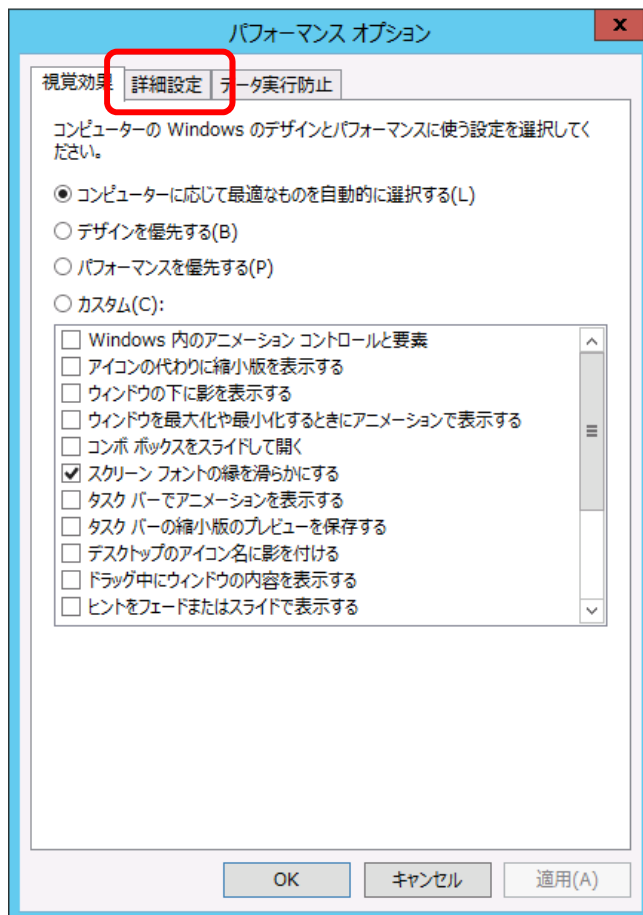 パフォーマンス オプション
x
視覚効果 詳細設定 データ実行防止
コンピューターの Windows のデザインとパフォーマンスに使う設定を選択してく
ださい。
コンピューターに応じて最適なものを自動的に選択する(L)
デザインを優先する(B)
パフォーマンスを優先する(P)
カスタム(C):
Windows 内のアニメーション コントロールと要素
アイコンの代わりに縮小版を表示する
ウィンドウの下に影を表示する
ウィンドウを最大化や最小化するときにアニメーションで表示する
コンボ ボックスをスライドして開く
スクリーン フォントの縁を滑らかにする
タスク バーでアニメーションを表示する
タスク バーの縮小版のプレビューを保存する
デスクトップのアイコン名に影を付ける
ドラッグ中にウィンドウの内容を表示する
ヒントをフェードまたはスライドで表示する
OK キャンセル 適用(A)